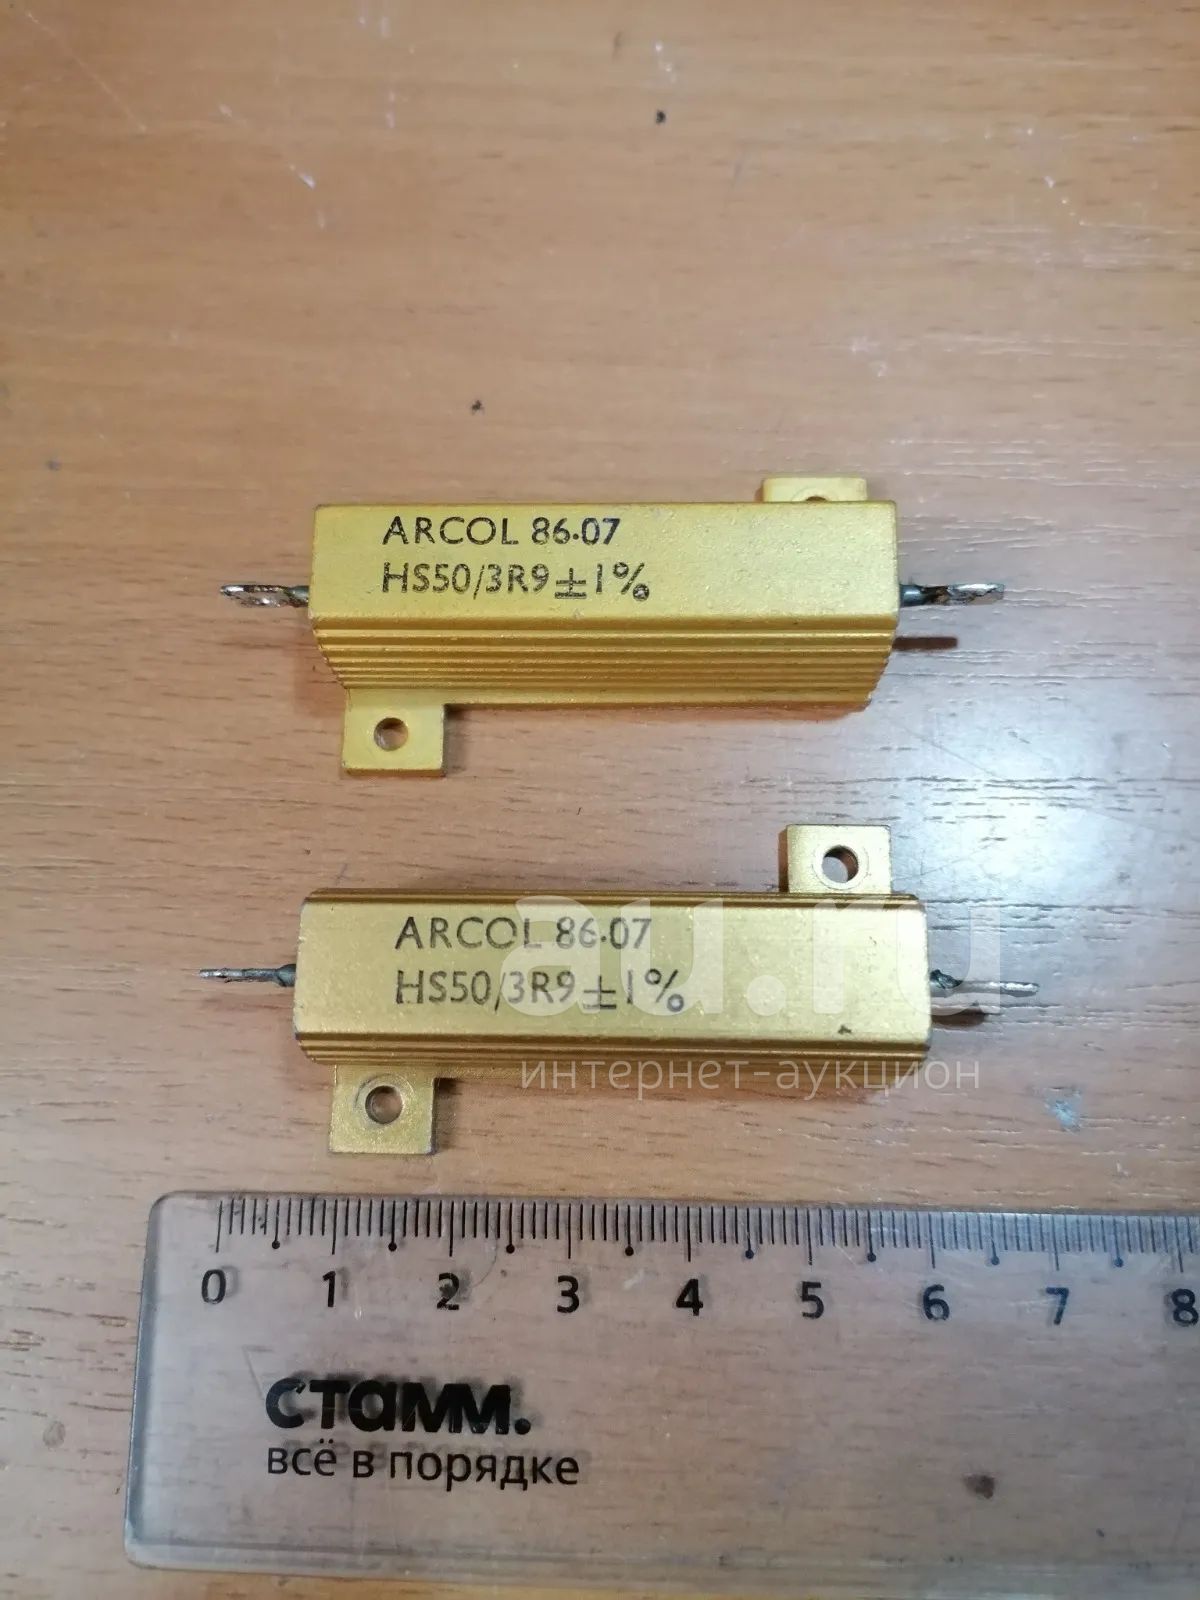 ARCOL 86.07
HS50/3R9 ±1%
ARCOL 86.07
HS50/3R9 ±1%
au.ru
интернет-аукцион
0 1 2 3 4 5 6 7 8
стамм.
всё в порядке